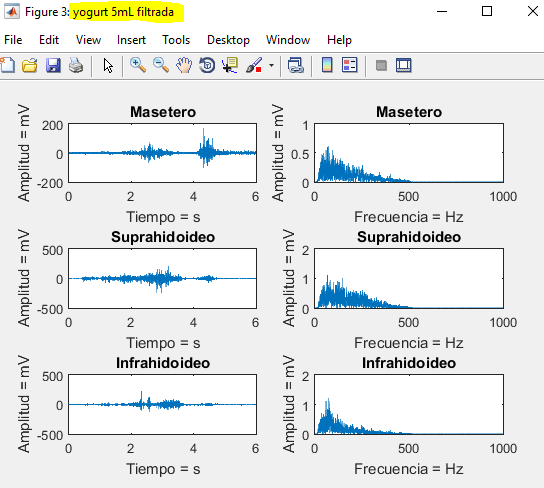 Figure 3: yogurt 5mL filtrada
File Edit View Insert Tools Desktop Window Help
Masetero
Amplitud = mV
200
0
-200
0 2 4 6
Tiempo = s
Masetero
Amplitud = mV
1
0.5
0
0 500 1000
Frecuencia = Hz
Suprahidoideo
Amplitud = mV
500
0
-500
0 2 4 6
Tiempo = s
Suprahidoideo
Amplitud = mV
2
1
0
0 500 1000
Frecuencia = Hz
Infrahidoideo
Amplitud = mV
500
0
-500
0 2 4 6
Tiempo = s
Infrahidoideo
Amplitud = mV
2
1
0
0 500 1000
Frecuencia = Hz